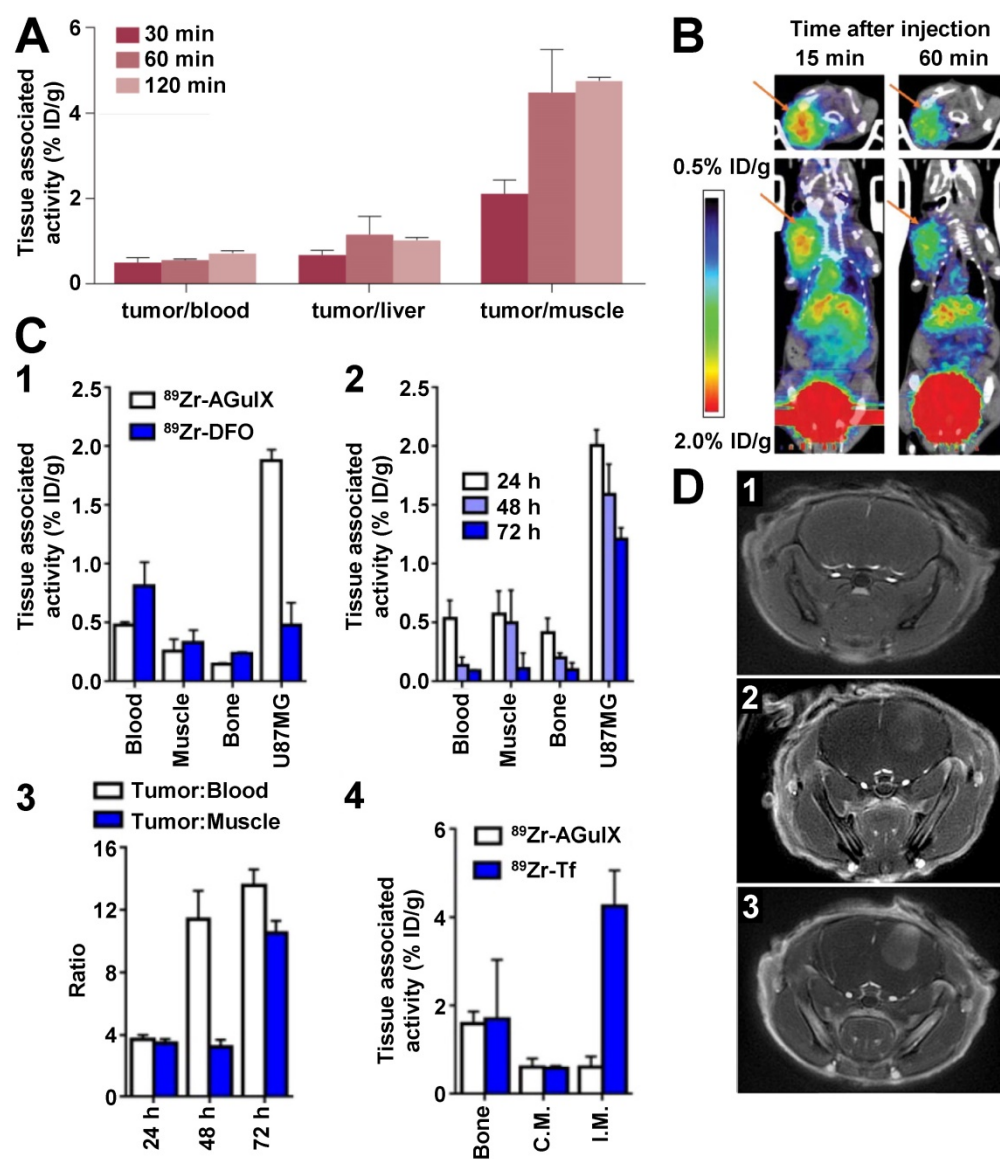 A
Tissue associated
activity (% ID/g)
6
4
2
0
30 min
60 min
120 min
tumor/blood
tumor/liver
tumor/muscle
B
Time after injection
15 min
60 min
0.5% ID/g
2.0% ID/g
C
1
Tissue associated
activity (% ID/g)
2.5
2.0
1.5
1.0
0.5
0.0
⁸⁹Zr-AGuIX
⁸⁹Zr-DFO
Blood
Muscle
Bone
U87MG
2
Tissue associated
activity (% ID/g)
2.5
2.0
1.5
1.0
0.5
0.0
24 h
48 h
72 h
Blood
Muscle
Bone
U87MG
3
Tumor:Blood
Tumor:Muscle
Ratio
16
12
8
4
0
24 h
48 h
72 h
4
Tissue associated
activity (% ID/g)
6
4
2
0
⁸⁹Zr-AGuIX
⁸⁹Zr-Tf
Bone
C.M.
I.M.
D
1
2
3